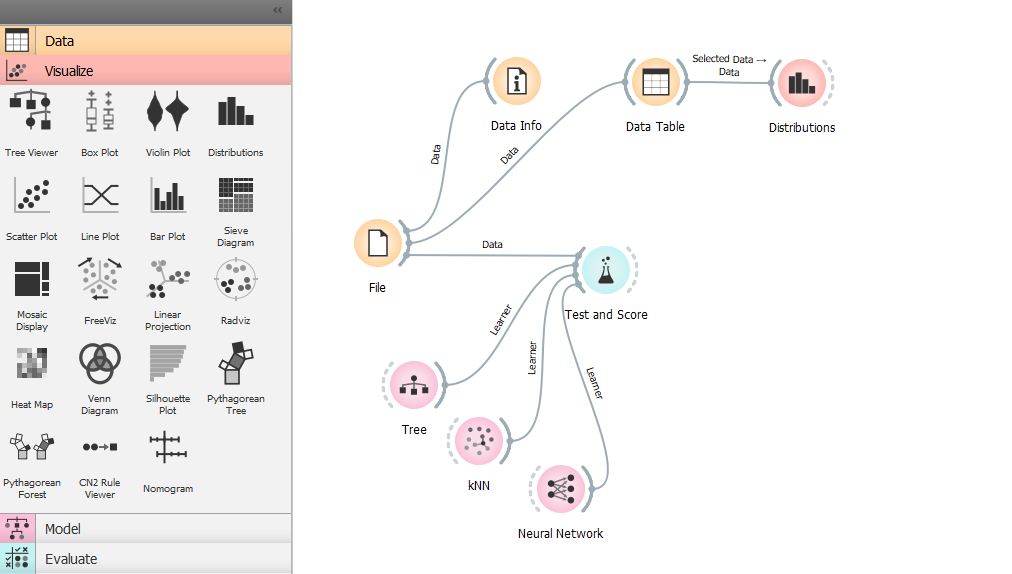 «
Data
Visualize
Tree Viewer
Box Plot
Violin Plot
Distributions
Scatter Plot
Line Plot
Bar Plot
Sieve
Diagram
Mosaic
Display
FreeViz
Linear
Projection
Radviz
Heat Map
Venn
Diagram
Silhouette
Plot
Pythagorean
Tree
Pythagorean
Forest
CN2 Rule
Viewer
Nomogram
Model
Evaluate
Data Info
Data
Data Table
Data
Selected Data →
Data
Distributions
File
Data
Test and Score
Learner
Tree
Learner
kNN
Learner
Neural Network